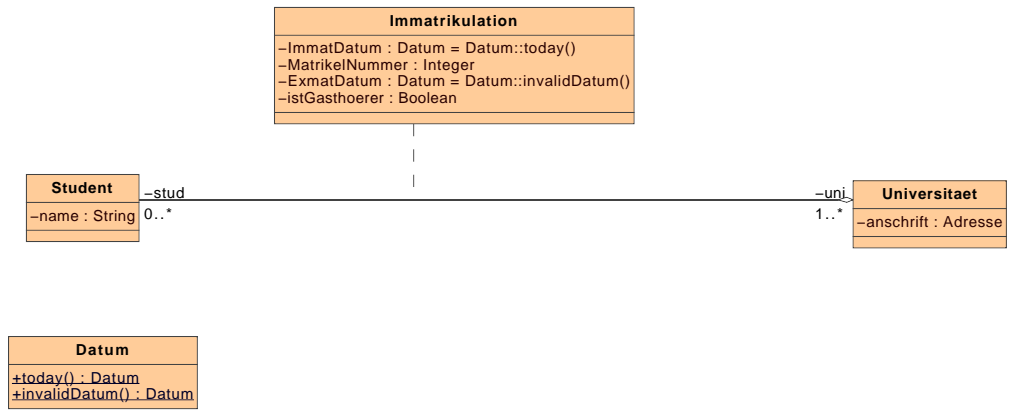 Immatrikulation
−ImmatDatum : Datum = Datum::today()
−MatrikelNummer : Integer
−ExmatDatum : Datum = Datum::invalidDatum()
−istGasthoerer : Boolean
Student
−name : String
−stud
0..*
−uni
1..*
Universitaet
−anschrift : Adresse
Datum
+today() : Datum
+invalidDatum() : Datum